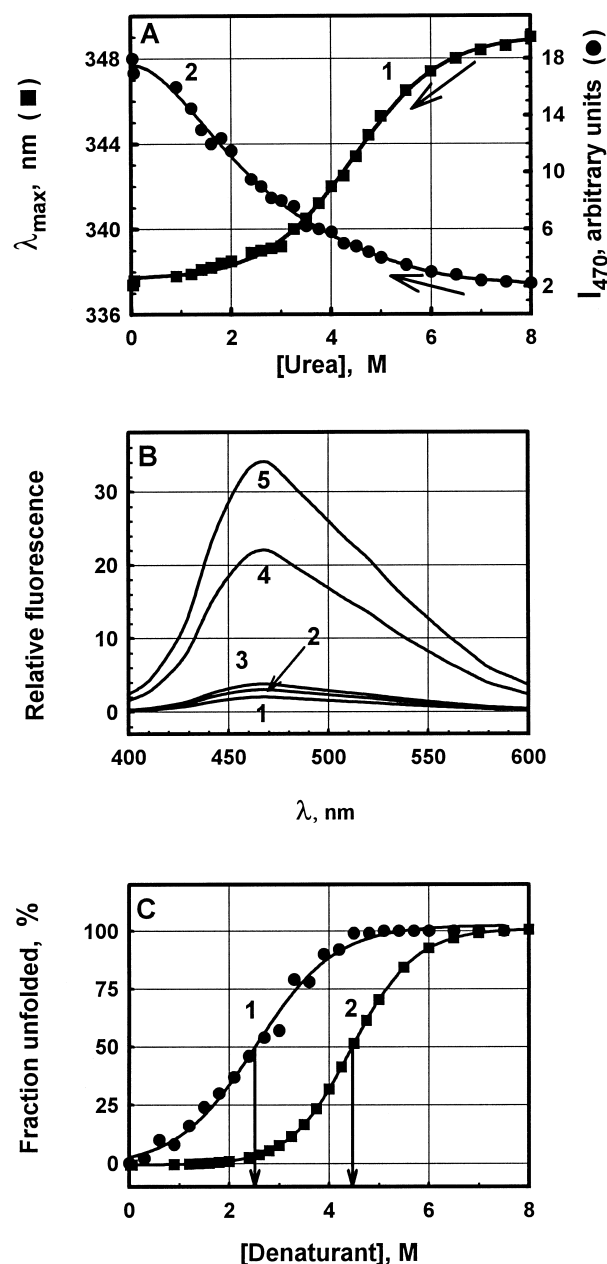 A
2
1
348
344
340
336
18
14
10
6
2
0 2 4 6 8
λmax, nm (■)
I470, arbitrary units (●)
[Urea], M
B
5
4
3
2
1
30
20
10
0
400 450 500 550 600
Relative fluorescence
λ, nm
C
1
2
100
75
50
25
0
0 2 4 6 8
Fraction unfolded, %
[Denaturant], M